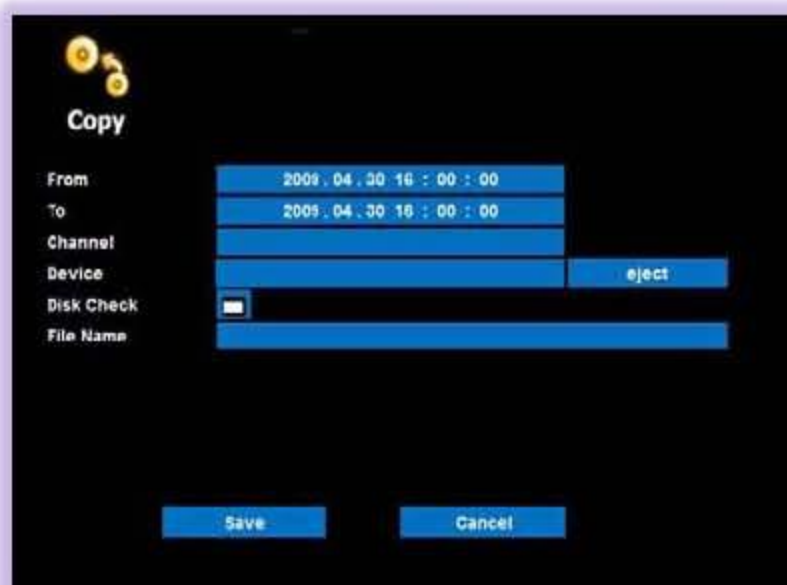 Copy
From 2009 . 04 . 30 16 : 00 : 00
To 2009 . 04 . 30 16 : 00 : 00
Channel
Device eject
Disk Check
File Name
Save Cancel